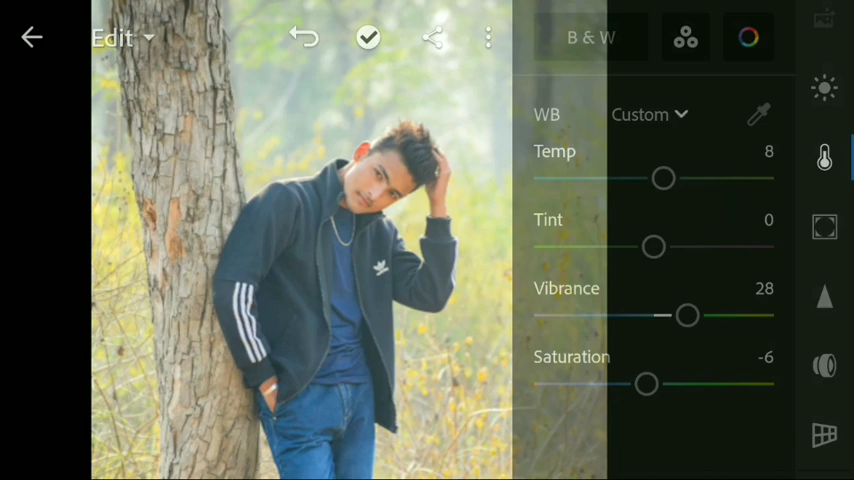 Edit
B & W
WB Custom
Temp 8
Tint 0
Vibrance 28
Saturation -6